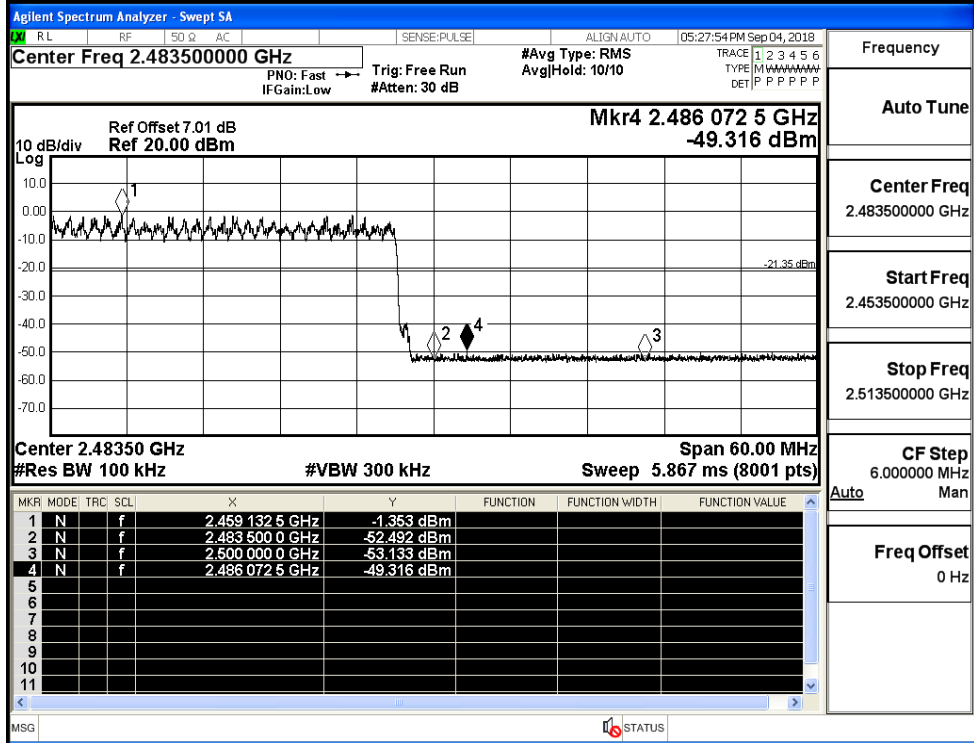 Agilent Spectrum Analyzer - Swept SA
LXI RL RF 50 Ω AC SENSE:PULSE ALIGN AUTO 05:27:54 PM Sep 04, 2018
Center Freq 2.483500000 GHz
PNO: Fast
IFGain:Low
Trig: Free Run
#Atten: 30 dB
#Avg Type: RMS
Avg|Hold: 10/10
TRACE 1 2 3 4 5 6
TYPE M WWWWW
DET P P P P P P
Ref Offset 7.01 dB
10 dB/div Ref 20.00 dBm
Log
Mkr4 2.486 072 5 GHz
-49.316 dBm
10.0
0.00
-10.0
-20.0
-30.0
-40.0
-50.0
-60.0
-70.0
1
2
4
3
-21.35 dBm
Center 2.48350 GHz Span 60.00 MHz
#Res BW 100 kHz #VBW 300 kHz Sweep 5.867 ms (8001 pts)
MKR MODE TRC SCL X Y FUNCTION FUNCTION WIDTH FUNCTION VALUE
1 N f 2.459 132 5 GHz -1.353 dBm
2 N f 2.483 500 0 GHz -52.492 dBm
3 N f 2.500 000 0 GHz -53.133 dBm
4 N f 2.486 072 5 GHz -49.316 dBm
5
6
7
8
9
10
11
MSG STATUS
Frequency
Auto Tune
Center Freq
2.483500000 GHz
Start Freq
2.453500000 GHz
Stop Freq
2.513500000 GHz
CF Step
6.000000 MHz
Auto Man
Freq Offset
0 Hz